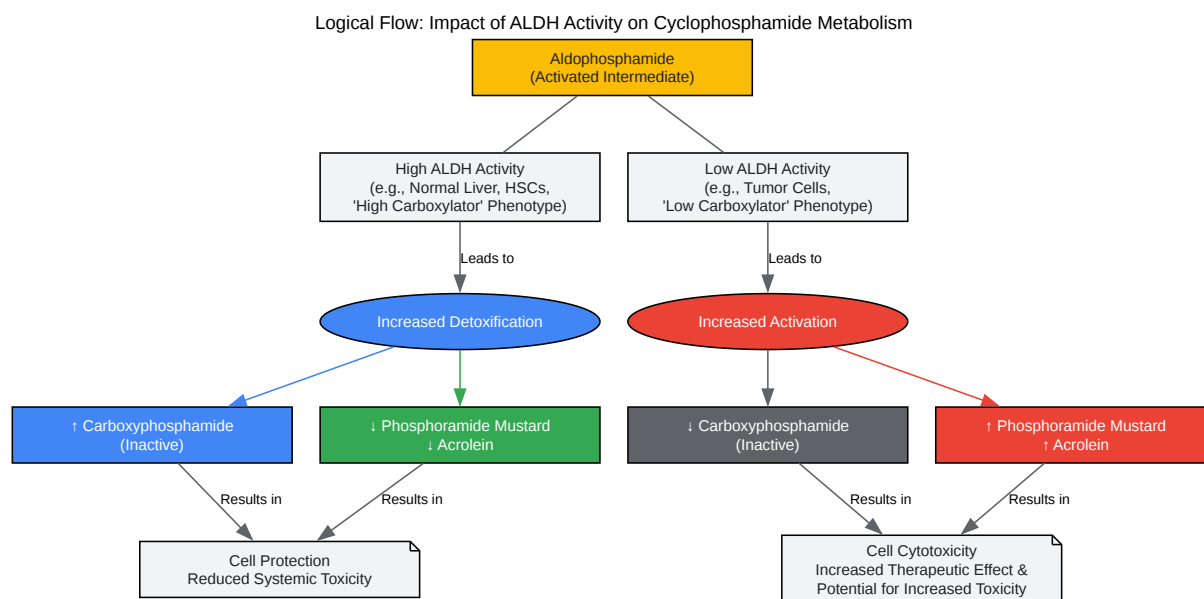 Logical Flow: Impact of ALDH Activity on Cyclophosphamide Metabolism
Aldophosphamide
(Activated Intermediate)
High ALDH Activity
(e.g., Normal Liver, HSCs,
'High Carboxylator' Phenotype)
Low ALDH Activity
(e.g., Tumor Cells,
'Low Carboxylator' Phenotype)
Leads to
Leads to
Increased Detoxification
Increased Activation
↑ Carboxyphosphamide
(Inactive)
↓ Phosphoramide Mustard
↓ Acrolein
↓ Carboxyphosphamide
(Inactive)
↑ Phosphoramide Mustard
↑ Acrolein
Results in
Results in
Results in
Results in
Cell Protection
Reduced Systemic Toxicity
Cell Cytotoxicity
Increased Therapeutic Effect &
Potential for Increased Toxicity